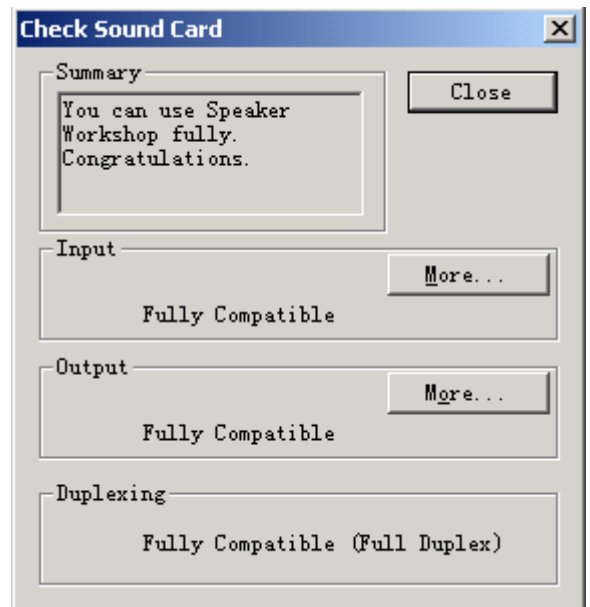 Check Sound Card
Summary
You can use Speaker
Workshop fully.
Congratulations.
Close
Input
More...
Fully Compatible
Output
More...
Fully Compatible
Duplexing
Fully Compatible (Full Duplex)